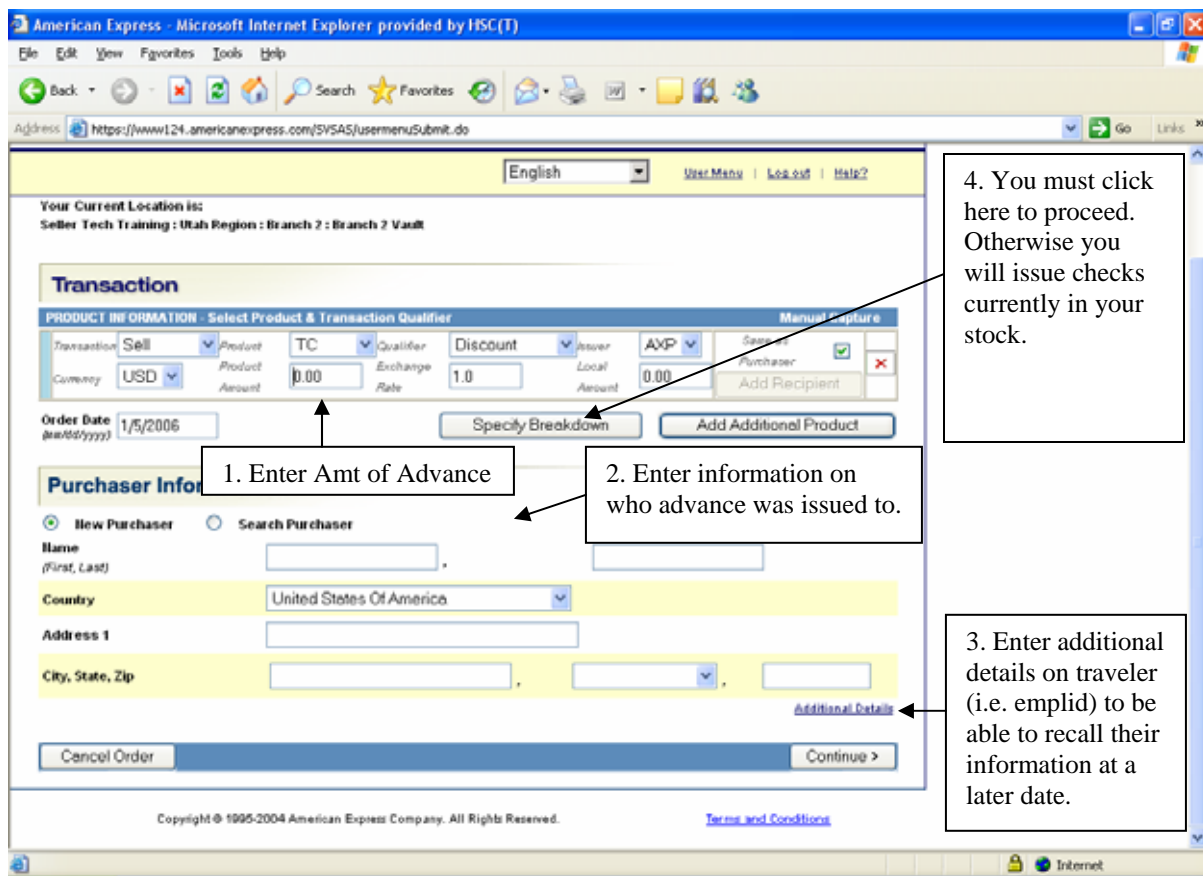 American Express - Microsoft Internet Explorer provided by HSC(T)
File Edit View Favorites Tools Help
Back Search Favorites
Address https://www124.americanexpress.com/SVSAS/usermenuSubmit.do Go Links »
English User Menu | Log out | Help?
Your Current Location is:
Seller Tech Training : Utah Region : Branch 2 : Branch 2 Vault
Transaction
PRODUCT INFORMATION - Select Product & Transaction Qualifier Manual Capture
Transaction Sell Product TC Qualifier Discount Issuer AXP Same as Purchaser
Currency USD Product Amount 0.00 Exchange Rate 1.0 Local Amount 0.00 Add Recipient
Order Date 1/5/2006 Specify Breakdown Add Additional Product
(mm/dd/yyyy)
1. Enter Amt of Advance
Purchaser Infor
2. Enter information on
who advance was issued to.
New Purchaser Search Purchaser
Name ,
(First, Last)
Country United States Of America
Address 1
City, State, Zip , ,
Additional Details
Cancel Order Continue >
Copyright © 1995-2004 American Express Company. All Rights Reserved. Terms and Conditions
Internet
4. You must click
here to proceed.
Otherwise you
will issue checks
currently in your
stock.
3. Enter additional
details on traveler
(i.e. emplid) to be
able to recall their
information at a
later date.